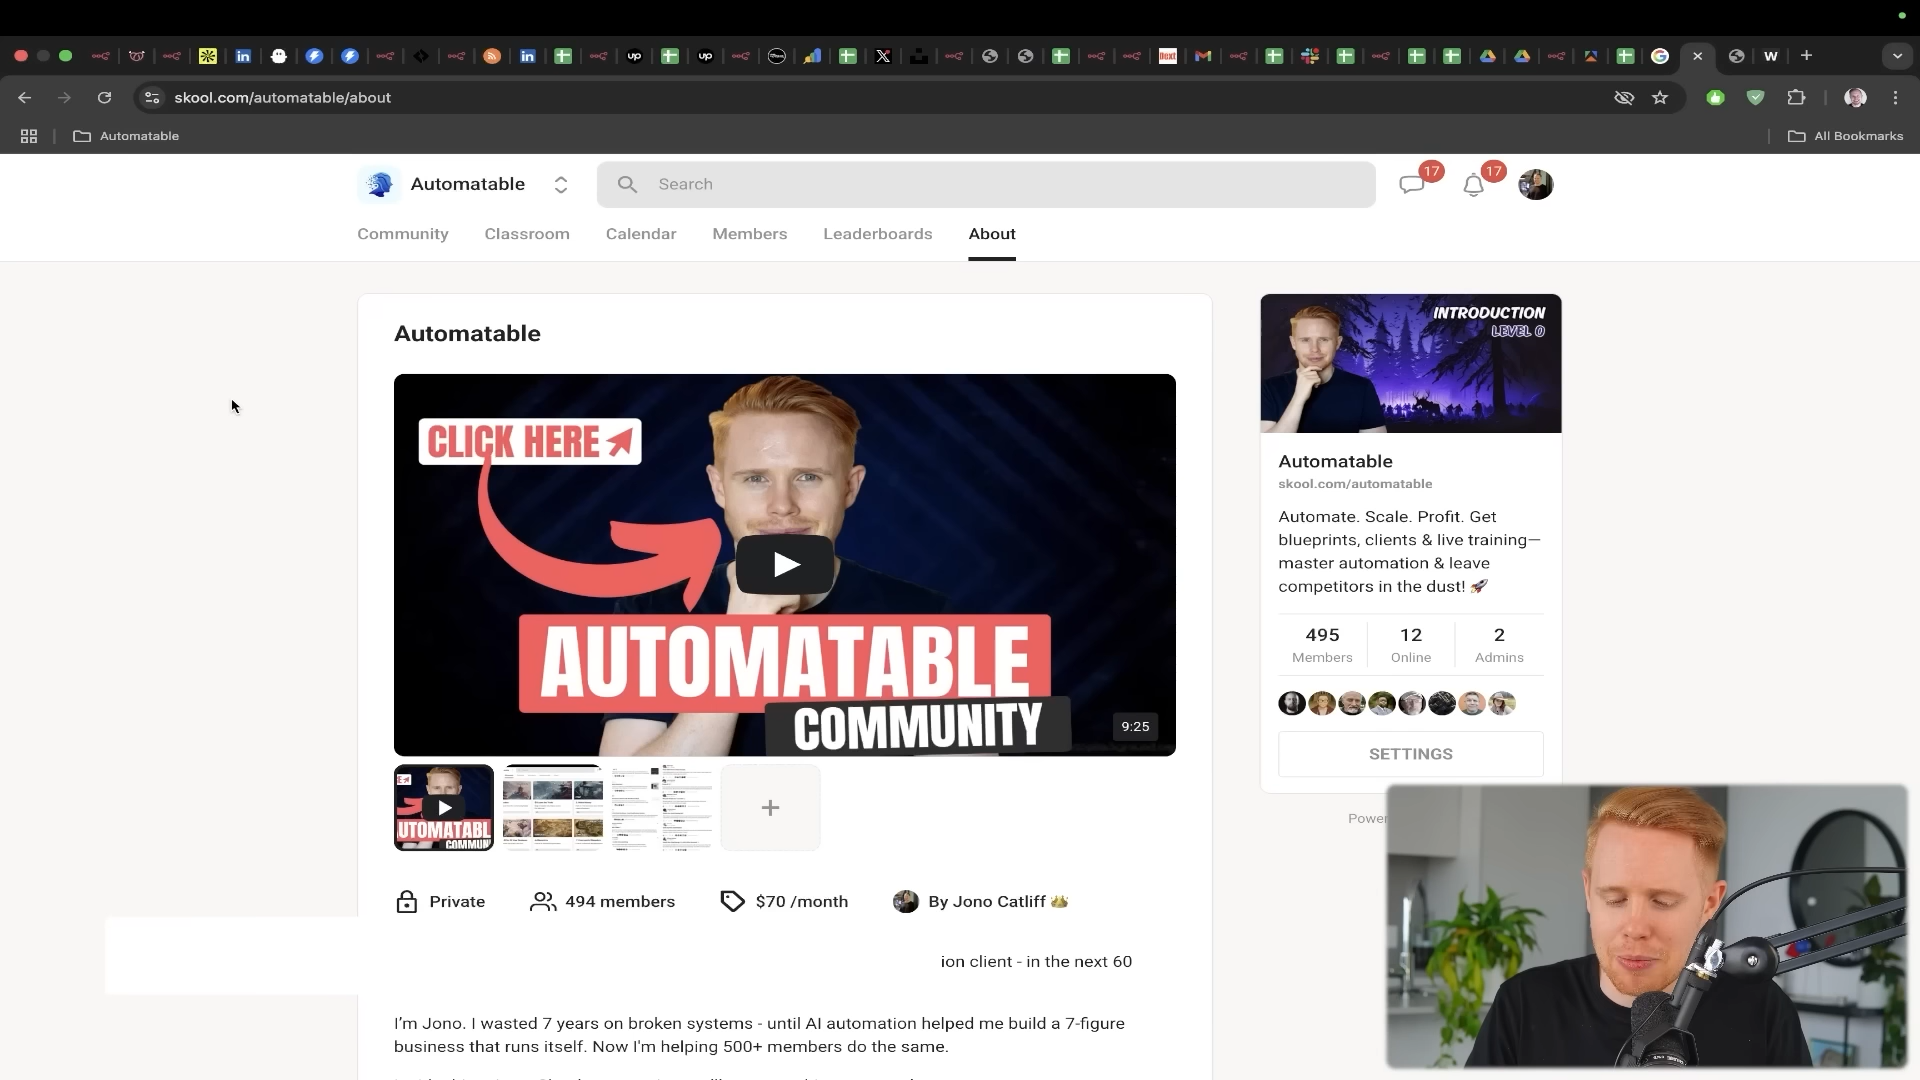 skool.com/automatable/about
Automatable
All Bookmarks
Automatable
Search
17
17
Community
Classroom
Calendar
Members
Leaderboards
About
Automatable
CLICK HERE
AUTOMATABLE
COMMUNITY
9:25
Private
494 members
$70 /month
By Jono Catliff
ion client - in the next 60
I'm Jono. I wasted 7 years on broken systems - until AI automation helped me build a 7-figure
business that runs itself. Now I'm helping 500+ members do the same.
INTRODUCTION
LEVEL 0
Automatable
skool.com/automatable
Automate. Scale. Profit. Get
blueprints, clients & live training—
master automation & leave
competitors in the dust! 🚀
495
Members
12
Online
2
Admins
SETTINGS
Power